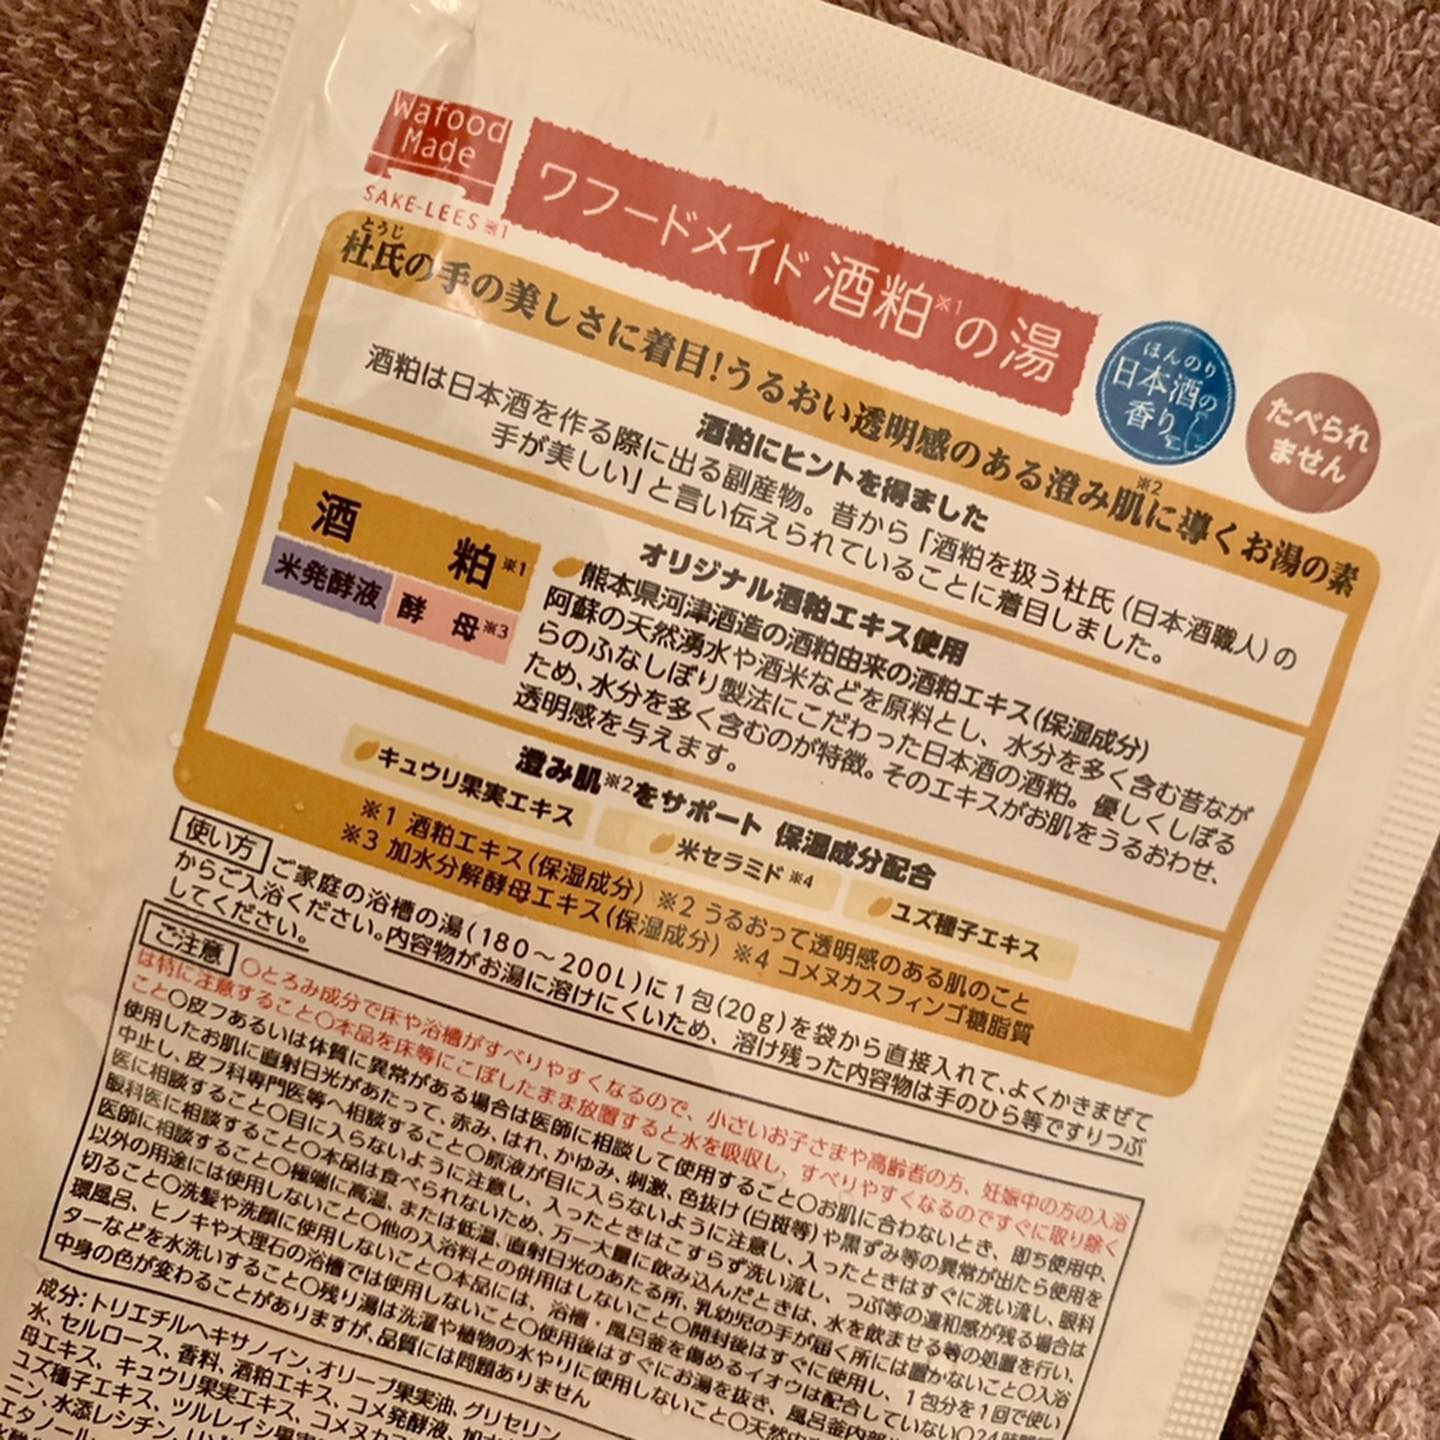 Wafood
Made
SAKE-LEES※1
ワフードメイド 酒粕※1の湯
ほんのり
日本酒の
香り
たべられ
ません
とうじ
杜氏の手の美しさに着目!うるおい透明感のある澄み肌※2に導くお湯の素
酒粕にヒントを得ました
酒粕は日本酒を作る際に出る副産物。昔から「酒粕を扱う杜氏(日本酒職人)の
手が美しい」と言い伝えられていることに着目しました。
酒粕※1
米発酵液
酵母※3
オリジナル酒粕エキス使用
熊本県河津酒造の酒粕由来の酒粕エキス(保湿成分)
阿蘇の天然湧水や酒米などを原料とし、水分を多く含む昔なが
らのふなしぼり製法にこだわった日本酒の酒粕。優しくしぼる
ため、水分を多く含むのが特徴。そのエキスがお肌をうるおわせ、
透明感を与えます。
澄み肌※2をサポート 保湿成分配合
キュウリ果実エキス
米セラミド※4
ユズ種子エキス
※1 酒粕エキス(保湿成分) ※2 うるおって透明感のある肌のこと
※3 加水分解酵母エキス(保湿成分) ※4 コメヌカスフィンゴ糖脂質
使い方 ご家庭の浴槽の湯(180〜200L)に1包(20g)を袋から直接入れて、よくかきまぜて
からご入浴ください。内容物がお湯に溶けにくいため、溶け残った内容物は手のひら等ですりつぶ
してください。
ご注意 ○とろみ成分で床や浴槽がすべりやすくなるので、小さいお子さまや高齢者の方、妊娠中の方の入浴
は特に注意すること○本品を床等にこぼしたまま放置すると水を吸収し、すべりやすくなるのですぐに取り除く
こと○皮フあるいは体質に異常がある場合は医師に相談して使用すること○お肌に合わないとき、即ち使用中、
使用したお肌に直射日光があたって、赤み、はれ、かゆみ、刺激、色抜け(白斑等)や黒ずみ等の異常が出たら使用を
中止し、皮フ科専門医等へ相談すること○原液が目に入らないように注意し、入ったときはすぐに洗い流し、眼科
医に相談すること○目に入らないように注意し、入ったときはこすらず洗い流し、つぶ等の違和感が残る場合は
眼科医に相談すること○本品は食べられないため、万一大量に飲み込んだときは、水を飲ませる等の処置を行い、
医師に相談すること○極端に高温、または低温、直射日光のあたる所、乳幼児の手が届く所には置かないこと○入浴
以外の用途には使用しないこと○他の入浴料との併用はしないこと○開封後はすぐに使用し、1包分を1回で使い
切ること○洗髪や洗顔に使用しないこと○本品には、浴槽・風呂釜を傷めるイオウは配合していない○24時間
環風呂、ヒノキや大理石の浴槽では使用しないこと○使用後はすぐにお湯を抜き、風呂釜内部
ターなどを水洗いすること○残り湯は洗濯や植物の水やりに使用しないこと○天然
中身の色が変わることがありますが、品質には問題ありません
成分:トリエチルヘキサノイン、オリーブ果実油、グリセリン
水、セルロース、香料、酒粕エキス、コメ発酵液、加水
母エキス、キュウリ果実エキス、コメヌカ
ユズ種子エキス、ツルレイシ果実
ニン、水添レシチン、
エタノール、